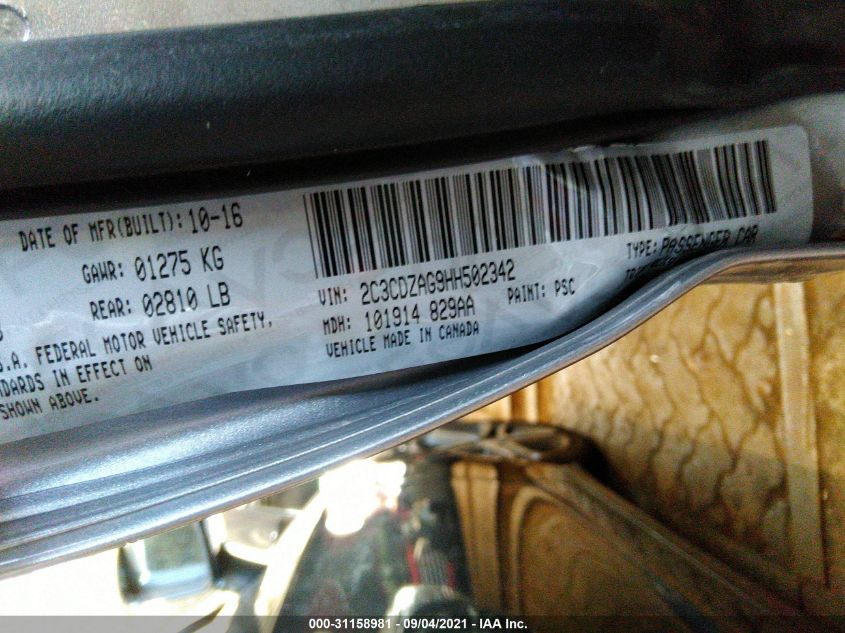 DATE OF MFR(BUILT): 10-16
GAWR: 01275 KG
REAR: 02810 LB
.A. FEDERAL MOTOR VEHICLE SAFETY,
IN EFFECT ON
SHOWN ABOVE.
VIN: 2C3CDZAG9HH502342
TYPE: PASSENGER CAR
MDH: 101914 829AA PAINT: PSC
VEHICLE MADE IN CANADA
000-31158981 - 09/04/2021 - IAA Inc.